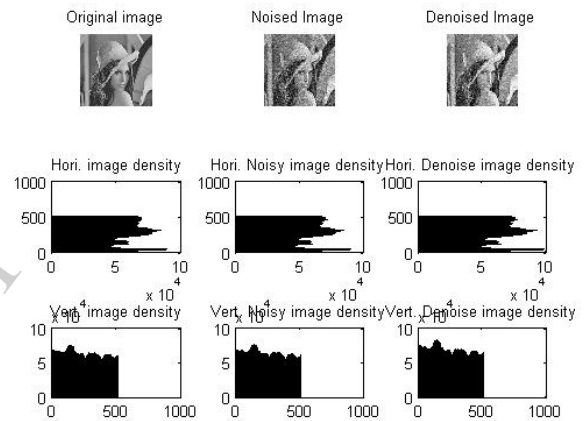 Original image Noised Image Denoised Image
Hori. image density Hori. Noisy image density Hori. Denoise image density
1000 1000 1000
500 500 500
0 0 0
0 5 10 0 5 10 0 5 10
x 10^4 x 10^4 x 10^4
Vert. image density Vert. Noisy image density Vert. Denoise image density
x 10^4 x 10^4 x 10^4
10 10 10
5 5 5
0 0 0
0 500 1000 0 500 1000 0 500 1000